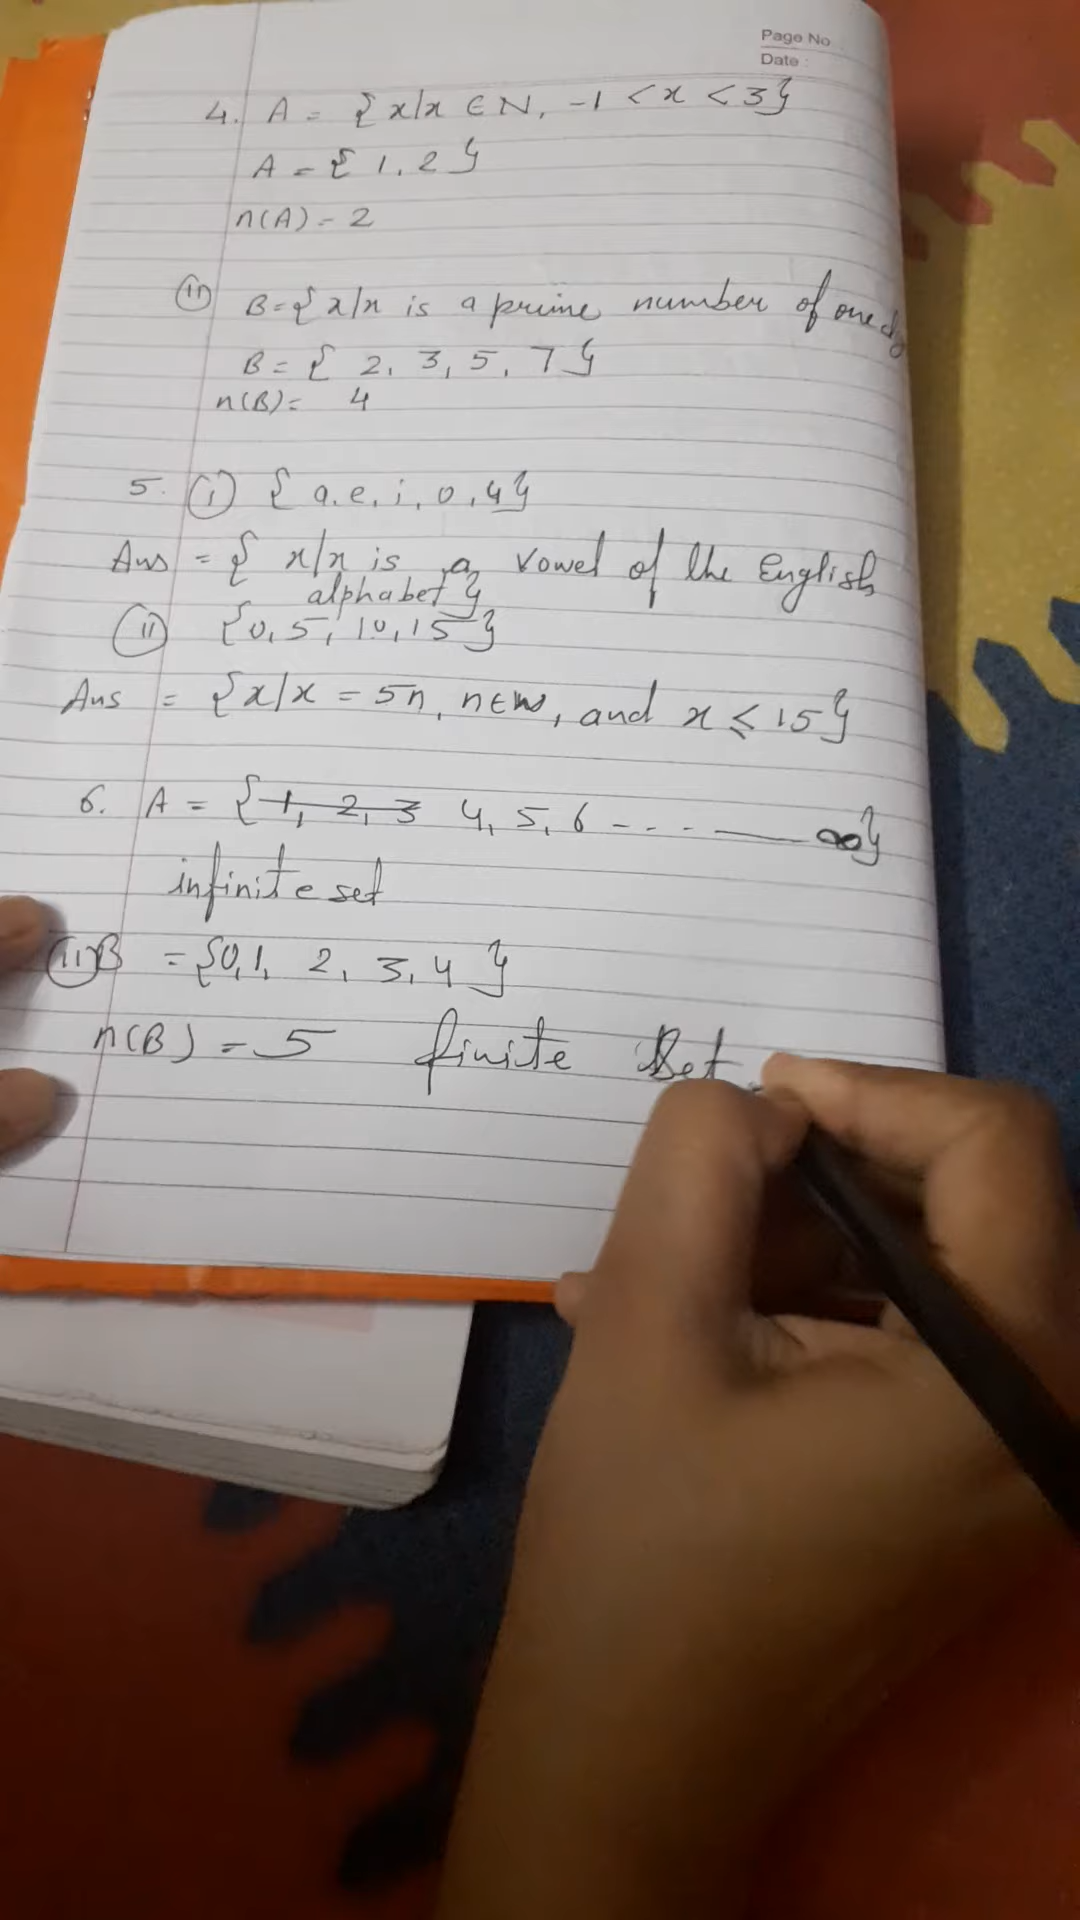 Page No
Date :
4. A = {x/x ∈ N, -1 < x < 3}
A = { 1, 2 }
n(A) = 2
(ii) B = {x/x is a prime number of one
B = { 2, 3, 5, 7 }
n(B) = 4
5. (i) { a, e, i, o, u }
Ans = { x/x is a vowel of the English
alphabet }
(ii) {0, 5, 10, 15 }
Ans = {x/x = 5n, n∈W, and x ≤ 15}
6. A = { 1, 2, 3 4, 5, 6 - - - - ∞}
infinite set
(ii) B = {0, 1, 2, 3, 4 }
n(B) = 5 finite Set